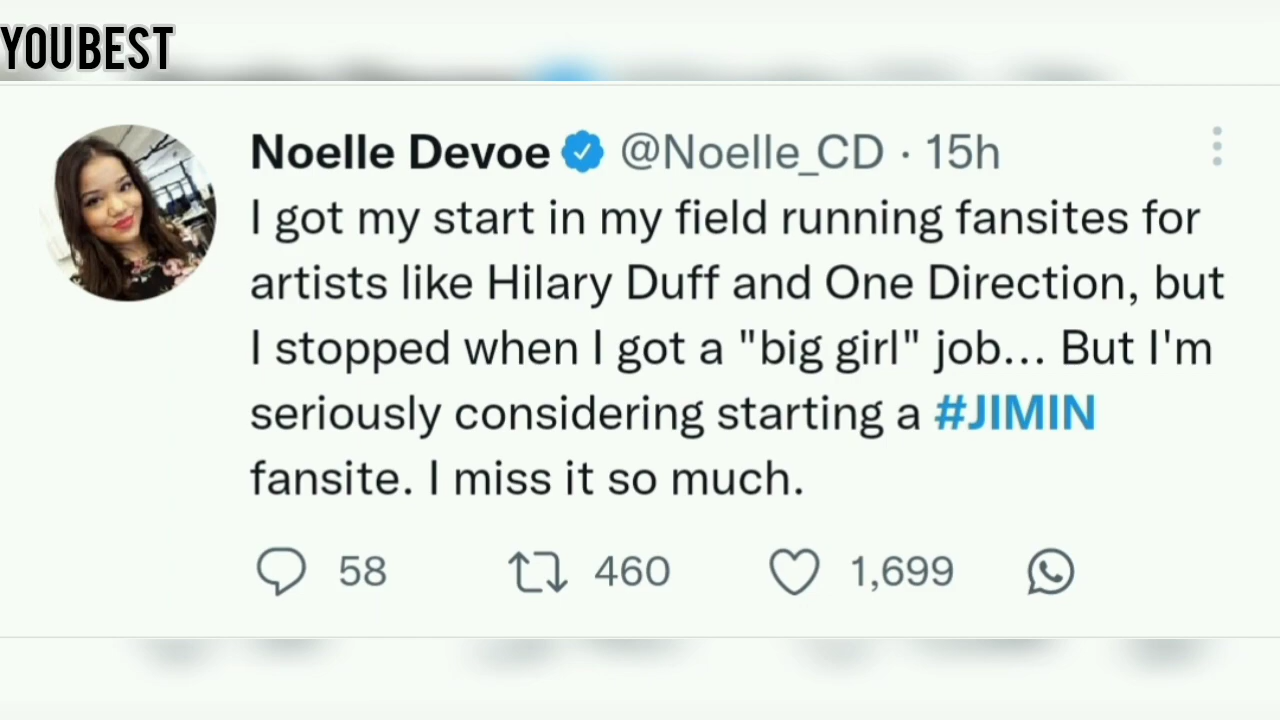 YOUBEST
Noelle Devoe @Noelle_CD · 15h
I got my start in my field running fansites for
artists like Hilary Duff and One Direction, but
I stopped when I got a "big girl" job... But I'm
seriously considering starting a #JIMIN
fansite. I miss it so much.
58 460 1,699